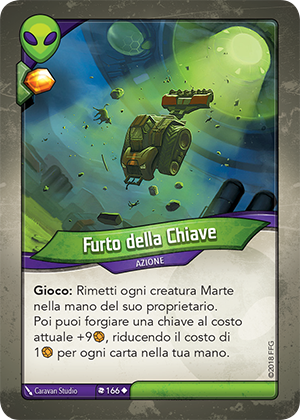 Furto della Chiave
AZIONE
Gioco: Rimetti ogni creatura Marte
nella mano del suo proprietario.
Poi puoi forgiare una chiave al costo
attuale +9, riducendo il costo di
1 per ogni carta nella tua mano.
©2018 FFG
Caravan Studio
166